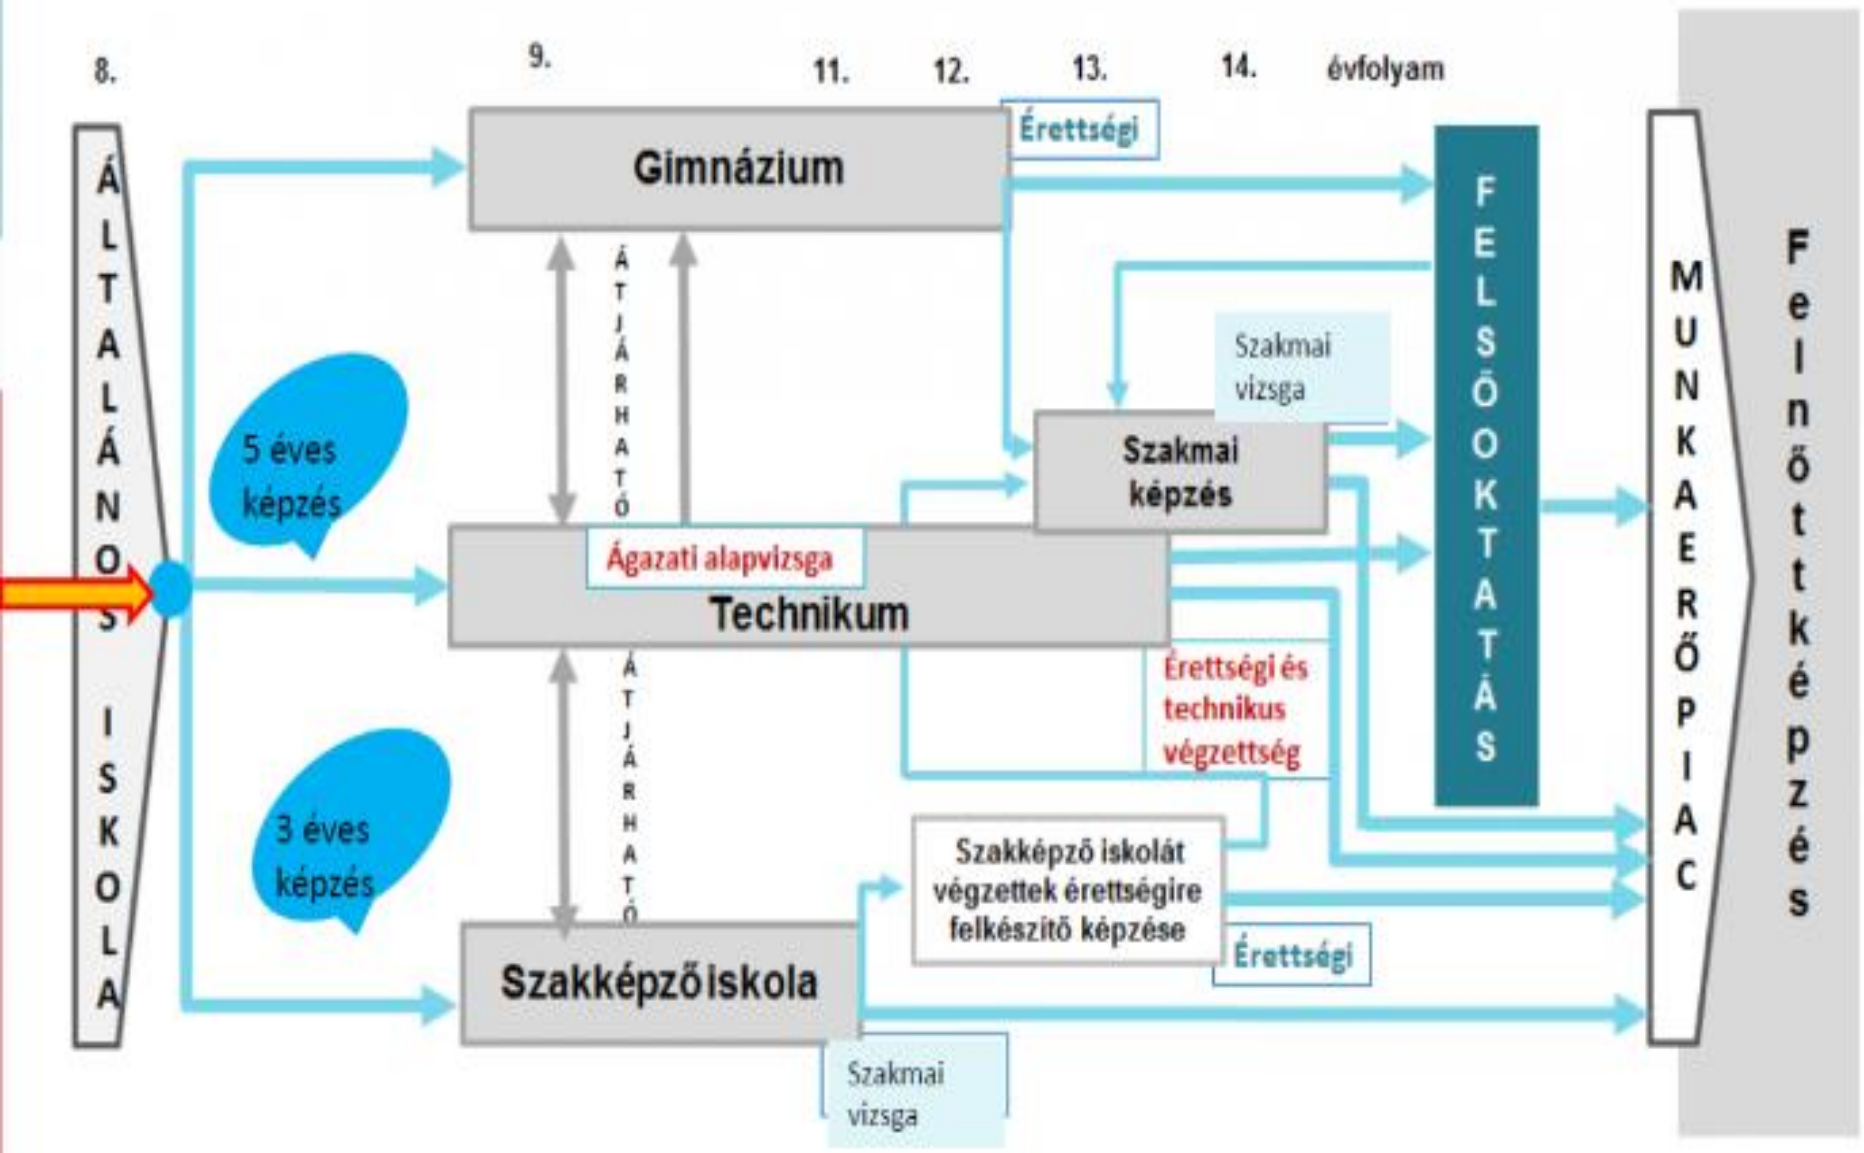 8.
9.
11.
12.
13.
14.
évfolyam
ÁLTALÁNOS ISKOLA
Gimnázium
Érettségi
ÁTJÁRHATÓ
5 éves
képzés
Szakmai
vizsga
Szakmai
képzés
Ágazati alapvizsga
Technikum
Érettségi és
technikus
végzettség
ÁTJÁRHATÓ
3 éves
képzés
Szakképző iskolát
végzettek érettségire
felkészítő képzése
Érettségi
Szakképző iskola
Szakmai
vizsga
FELSŐOKTATÁS
MUNKAERŐPIAC
Felnőttképzés